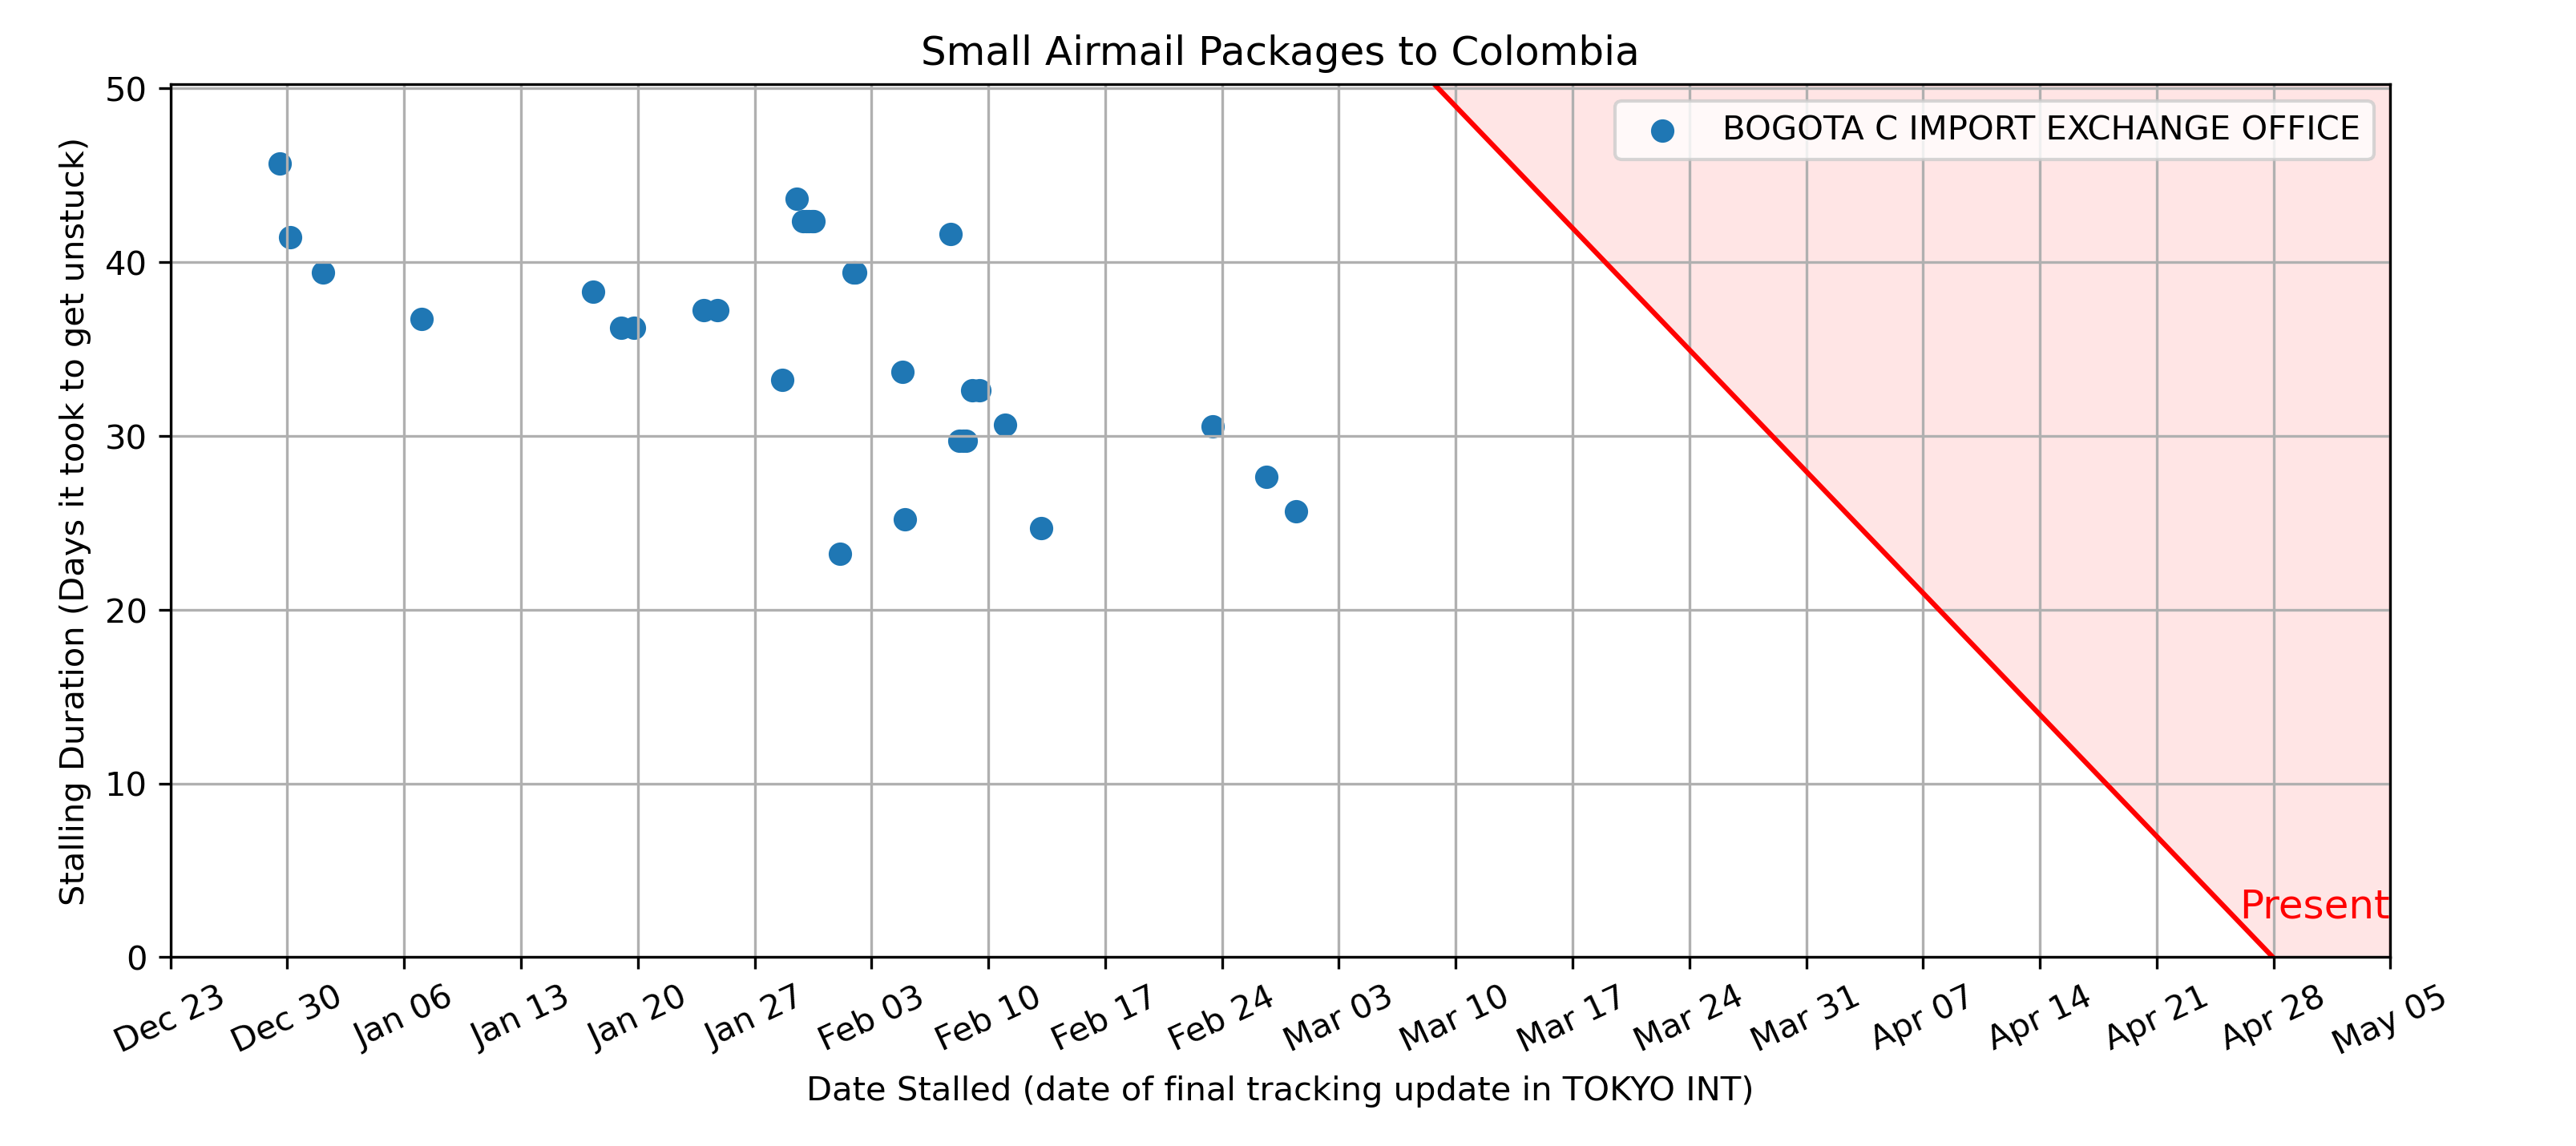 Small Airmail Packages to Colombia
BOGOTA C IMPORT EXCHANGE OFFICE
Stalling Duration (Days it took to get unstuck)
50
40
30
20
10
0
Present
Dec 23
Dec 30
Jan 06
Jan 13
Jan 20
Jan 27
Feb 03
Feb 10
Feb 17
Feb 24
Mar 03
Mar 10
Mar 17
Mar 24
Mar 31
Apr 07
Apr 14
Apr 21
Apr 28
May 05
Date Stalled (date of final tracking update in TOKYO INT)